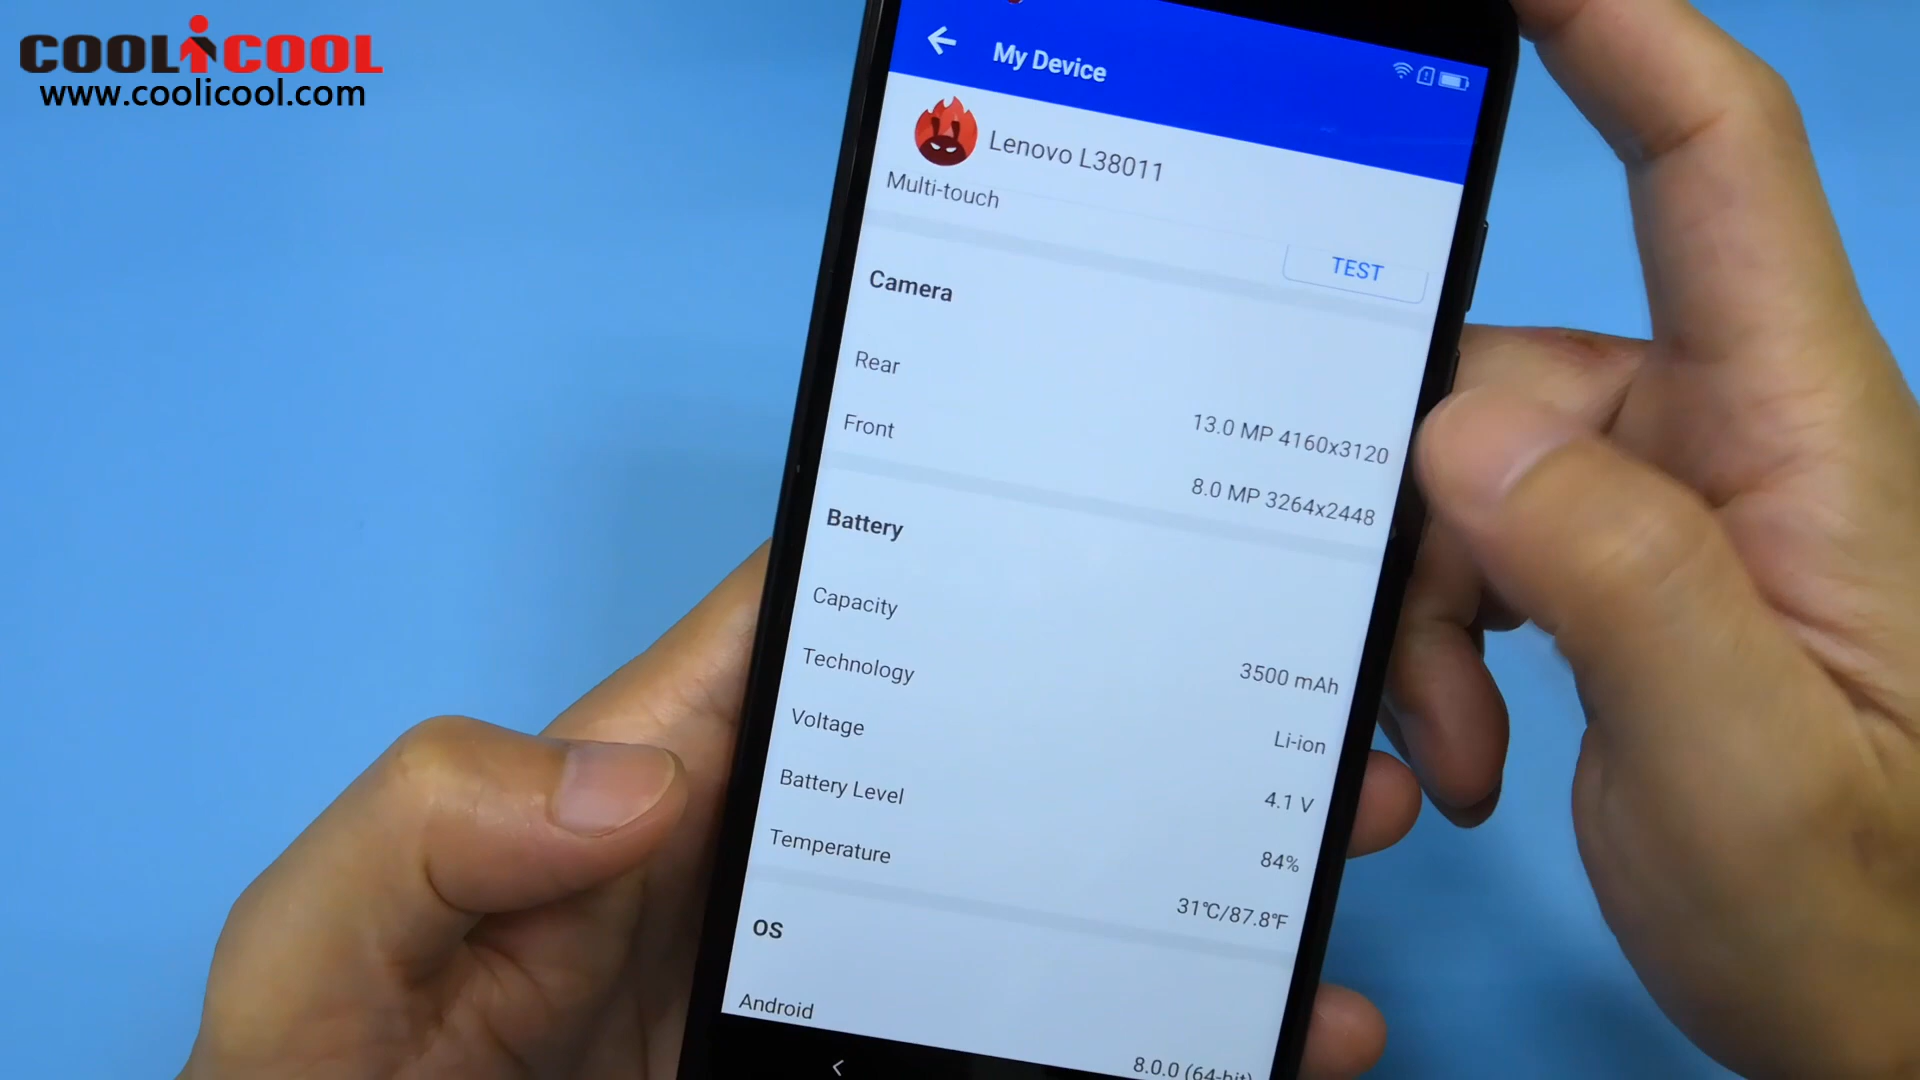 COOLiCOOL
www.coolicool.com
My Device
Lenovo L38011
Multi-touch
TEST
Camera
Rear
13.0 MP 4160x3120
Front
8.0 MP 3264x2448
Battery
Capacity
3500 mAh
Technology
Li-ion
Voltage
4.1 V
Battery Level
84%
Temperature
31℃/87.8℉
OS
Android
8.0.0 (64-bit)